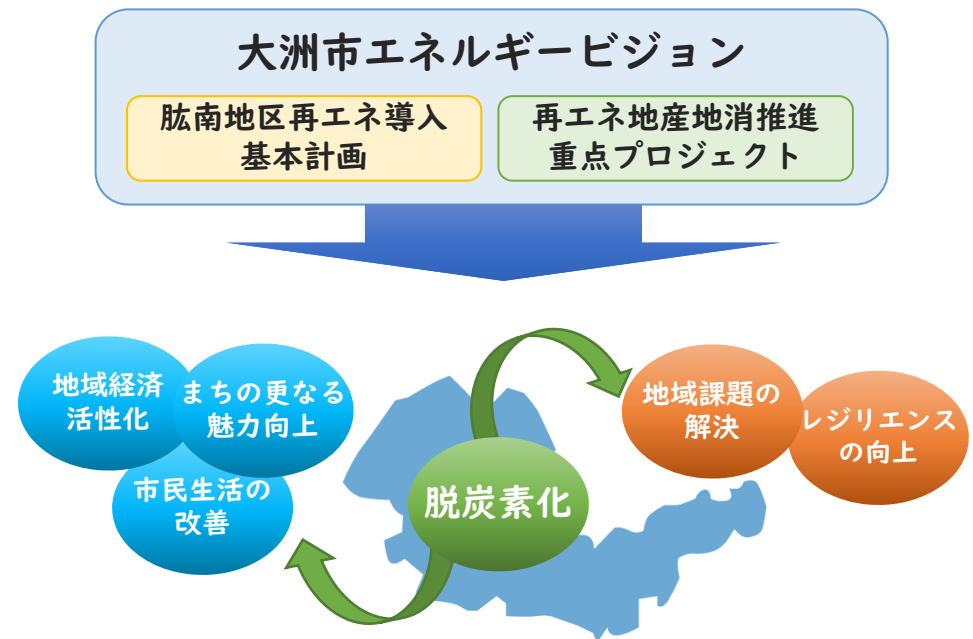 大洲市エネルギービジョン
肱南地区再エネ導入
基本計画
再エネ地産地消推進
重点プロジェクト
地域経済
活性化
まちの更なる
魅力向上
市民生活の
改善
脱炭素化
地域課題の
解決
レジリエンス
の向上